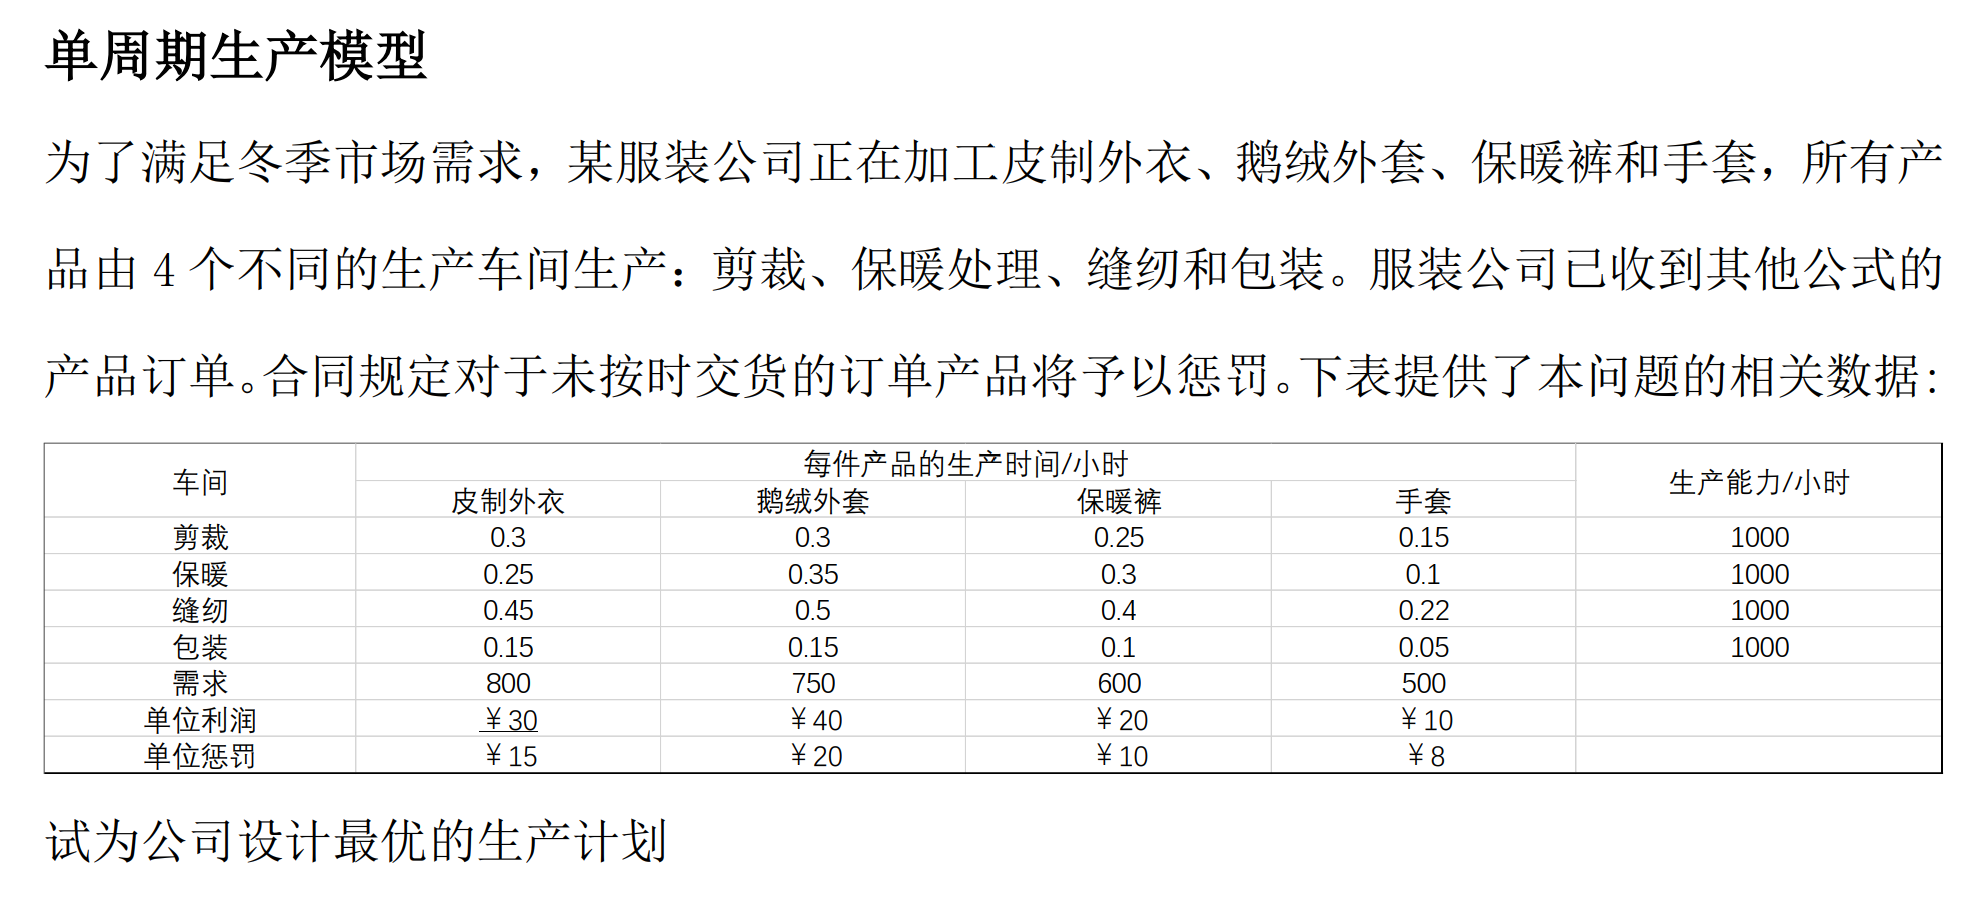 单周期生产模型
为了满足冬季市场需求，某服装公司正在加工皮制外衣、鹅绒外套、保暖裤和手套，所有产
品由 4 个不同的生产车间生产：剪裁、保暖处理、缝纫和包装。服装公司已收到其他公式的
产品订单。合同规定对于未按时交货的订单产品将予以惩罚。下表提供了本问题的相关数据：
车间 每件产品的生产时间/小时 生产能力/小时
皮制外衣 鹅绒外套 保暖裤 手套
剪裁 0.3 0.3 0.25 0.15 1000
保暖 0.25 0.35 0.3 0.1 1000
缝纫 0.45 0.5 0.4 0.22 1000
包装 0.15 0.15 0.1 0.05 1000
需求 800 750 600 500
单位利润 ￥30 ￥40 ￥20 ￥10
单位惩罚 ￥15 ￥20 ￥10 ￥8
试为公司设计最优的生产计划